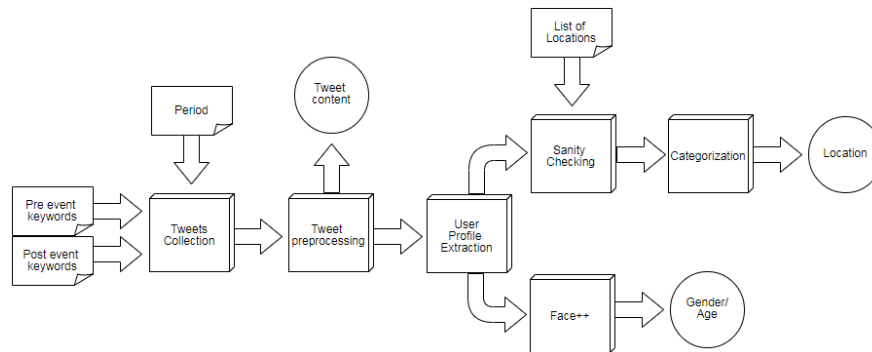 List of
Locations
Tweet
content
Period
Sanity
Checking
Categorization
Location
Pre event
keywords
Tweets
Collection
Tweet
preprocessing
User
Profile
Extraction
Post event
keywords
Face++
Gender/
Age